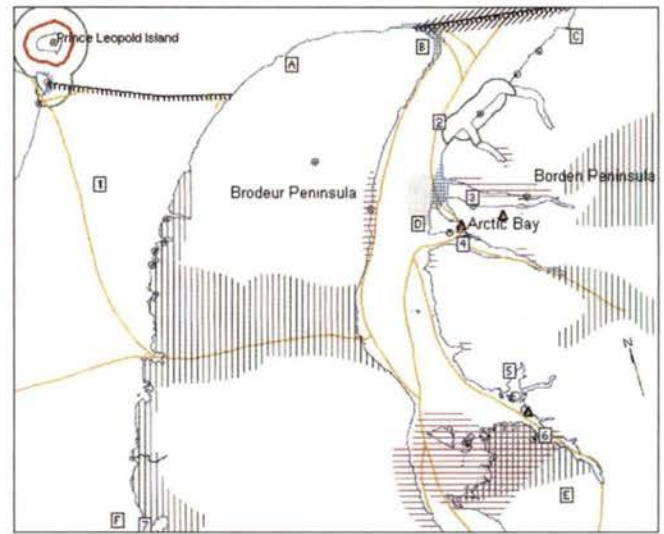 Prince Leopold Island
B
C
A
2
1
Borden Peninsula
Brodeur Peninsula
3
D
Arctic Bay
4
N
5
6
E
F
7